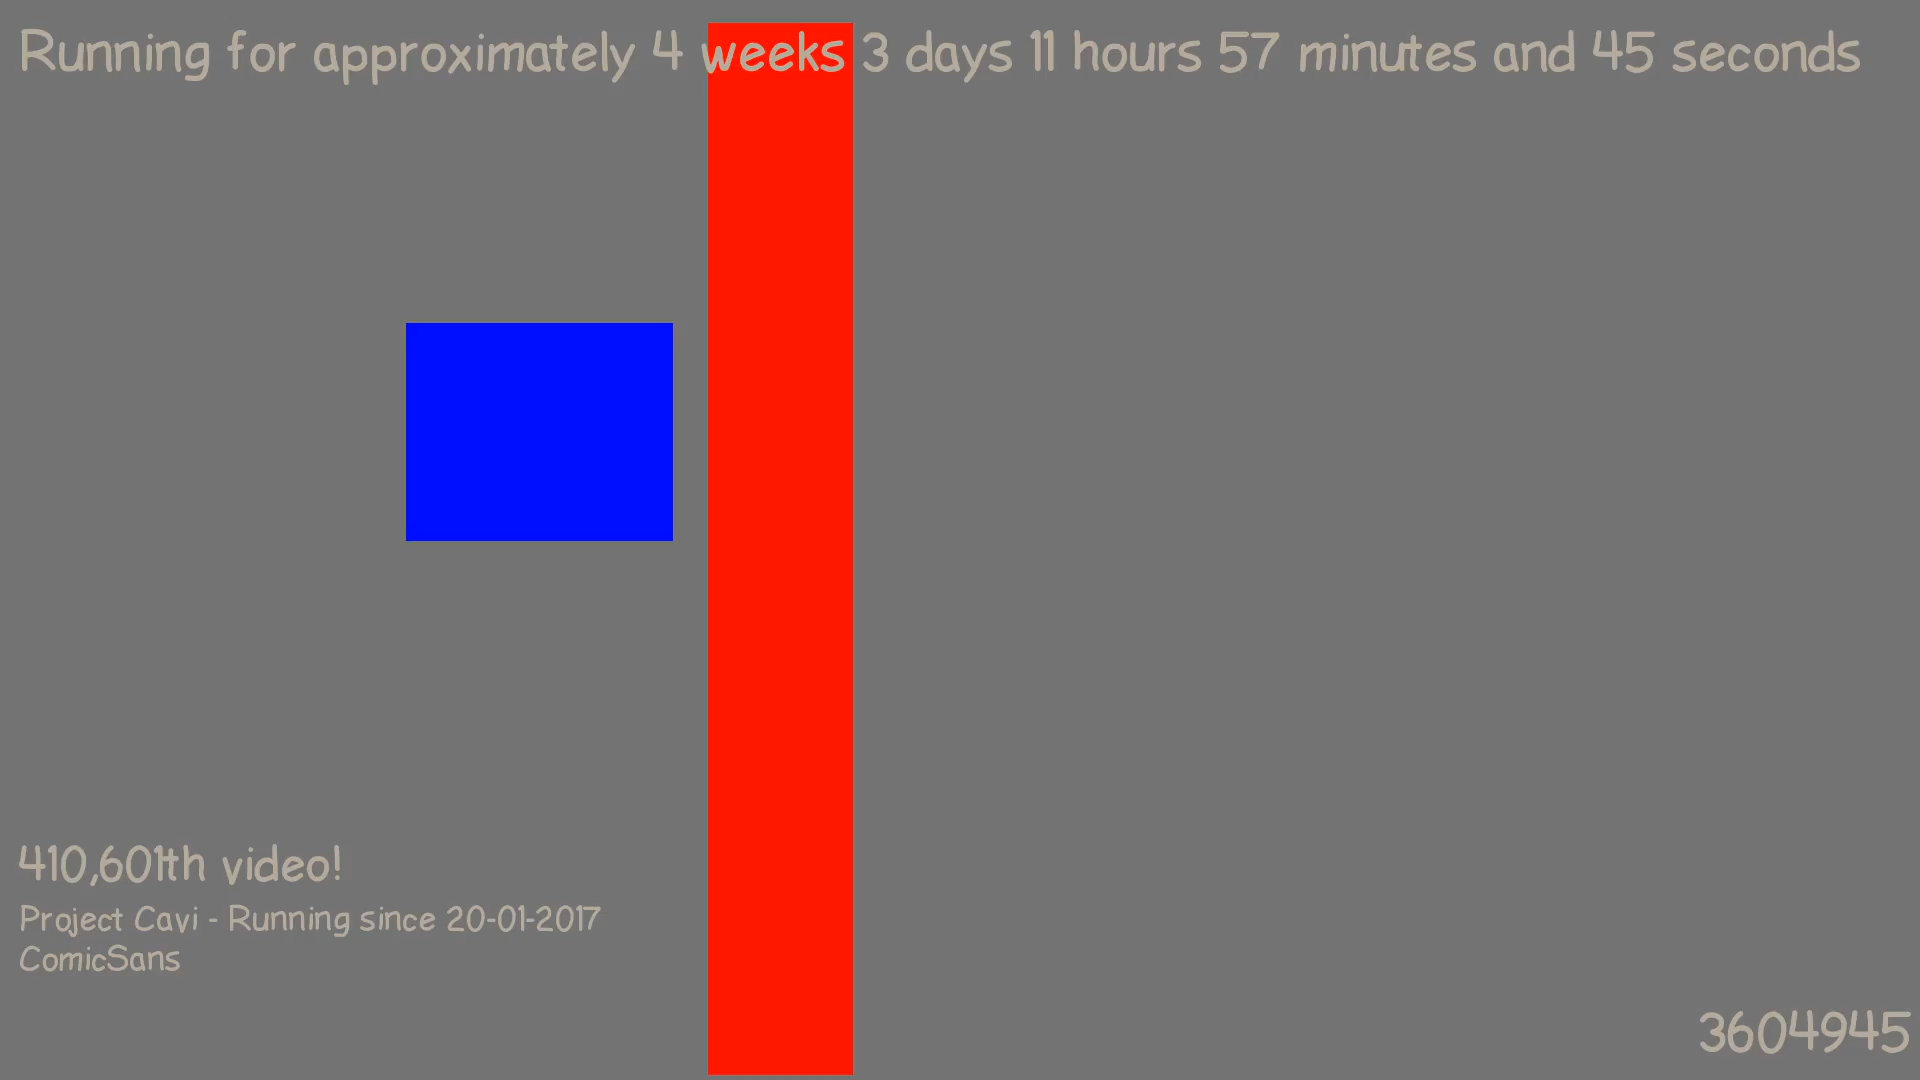 Running for approximately 4 weeks 3 days 11 hours 57 minutes and 45 seconds
410,601th video!
Project Cavi - Running since 20-01-2017
ComicSans
3604945